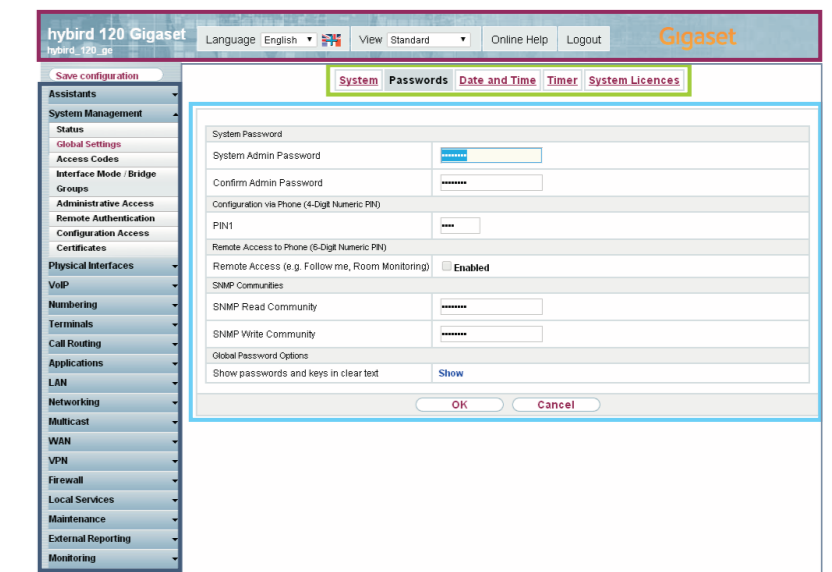 hybird 120 Gigaset
hybird_120_ge
Language English View Standard Online Help Logout
Gigaset
Save configuration
Assistants
System Management
Status
Global Settings
Access Codes
Interface Mode / Bridge
Groups
Administrative Access
Remote Authentication
Configuration Access
Certificates
Physical Interfaces
VoIP
Numbering
Terminals
Call Routing
Applications
LAN
Networking
Multicast
WAN
VPN
Firewall
Local Services
Maintenance
External Reporting
Monitoring
System Passwords Date and Time Timer System Licences
System Password
System Admin Password ••••••••
Confirm Admin Password ••••••••
Configuration via Phone (4-Digit Numeric PIN)
PIN1 ••••
Remote Access to Phone (6-Digit Numeric PIN)
Remote Access (e.g. Follow me, Room Monitoring) Enabled
SNMP Communities
SNMP Read Community ••••••••
SNMP Write Community ••••••••
Global Password Options
Show passwords and keys in clear text Show
OK Cancel